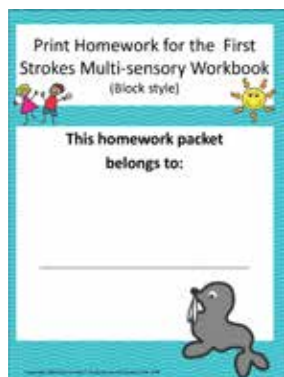 Print Homework for the First
Strokes Multi-sensory Workbook
(Block style)
This homework packet
belongs to: